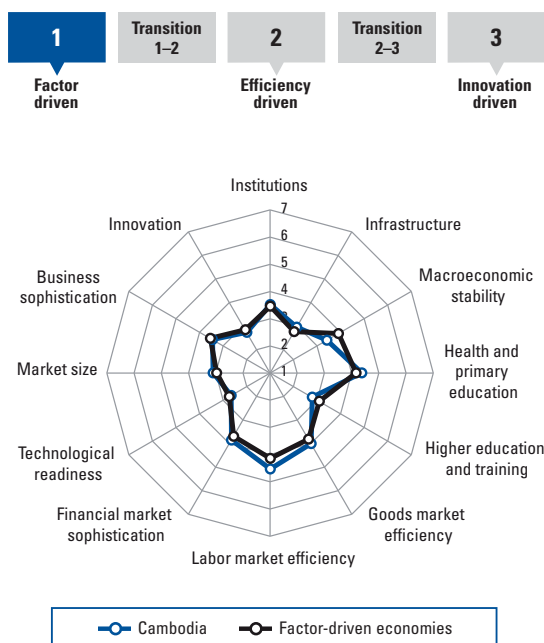 1
Transition
1–2
2
Transition
2–3
3
Factor
driven
Efficiency
driven
Innovation
driven
Institutions
Infrastructure
Macroeconomic
stability
Health and
primary
education
Higher education
and training
Goods market
efficiency
Labor market efficiency
Financial market
sophistication
Technological
readiness
Market size
Business
sophistication
Innovation
7
6
5
4
3
2
1
Cambodia
Factor-driven economies